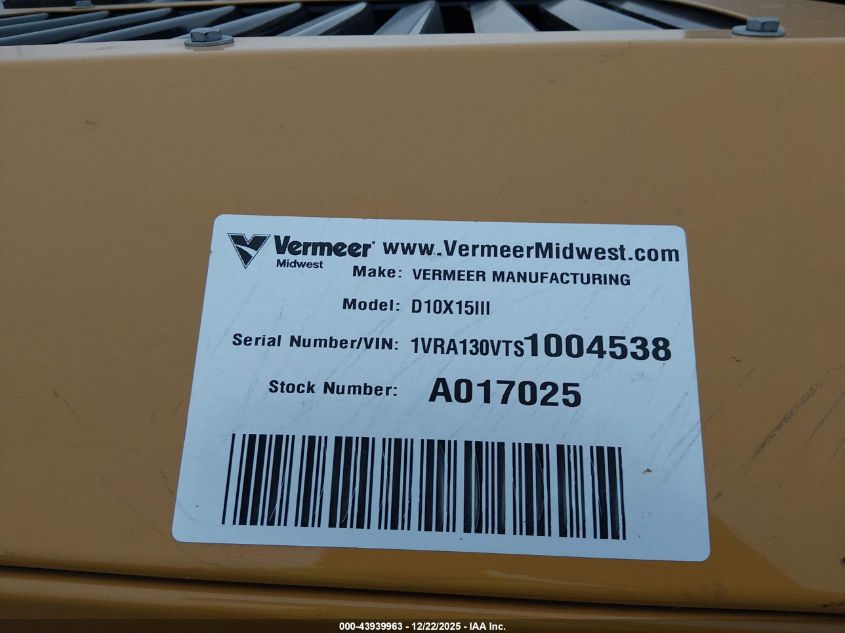 Vermeer® www.VermeerMidwest.com
Midwest
Make: VERMEER MANUFACTURING
Model: D10X15III
Serial Number/VIN: 1VRA130VTS1004538
Stock Number: A017025
000-43939963 - 12/22/2025 - IAA Inc.